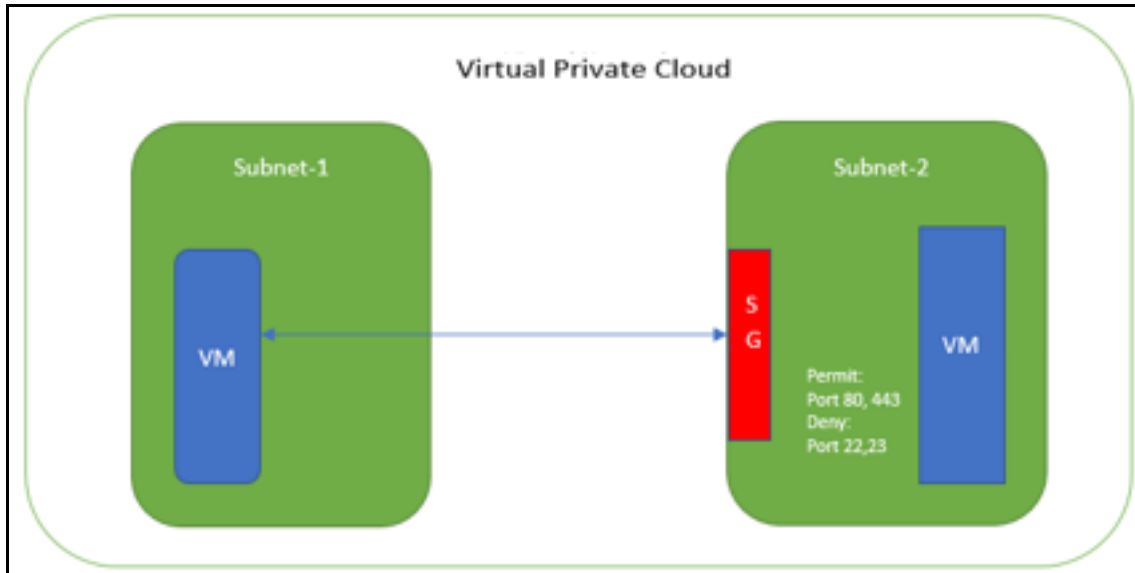 Virtual Private Cloud
Subnet-1
Subnet-2
VM
S
G
VM
Permit:
Port 80, 443
Deny:
Port 22,23